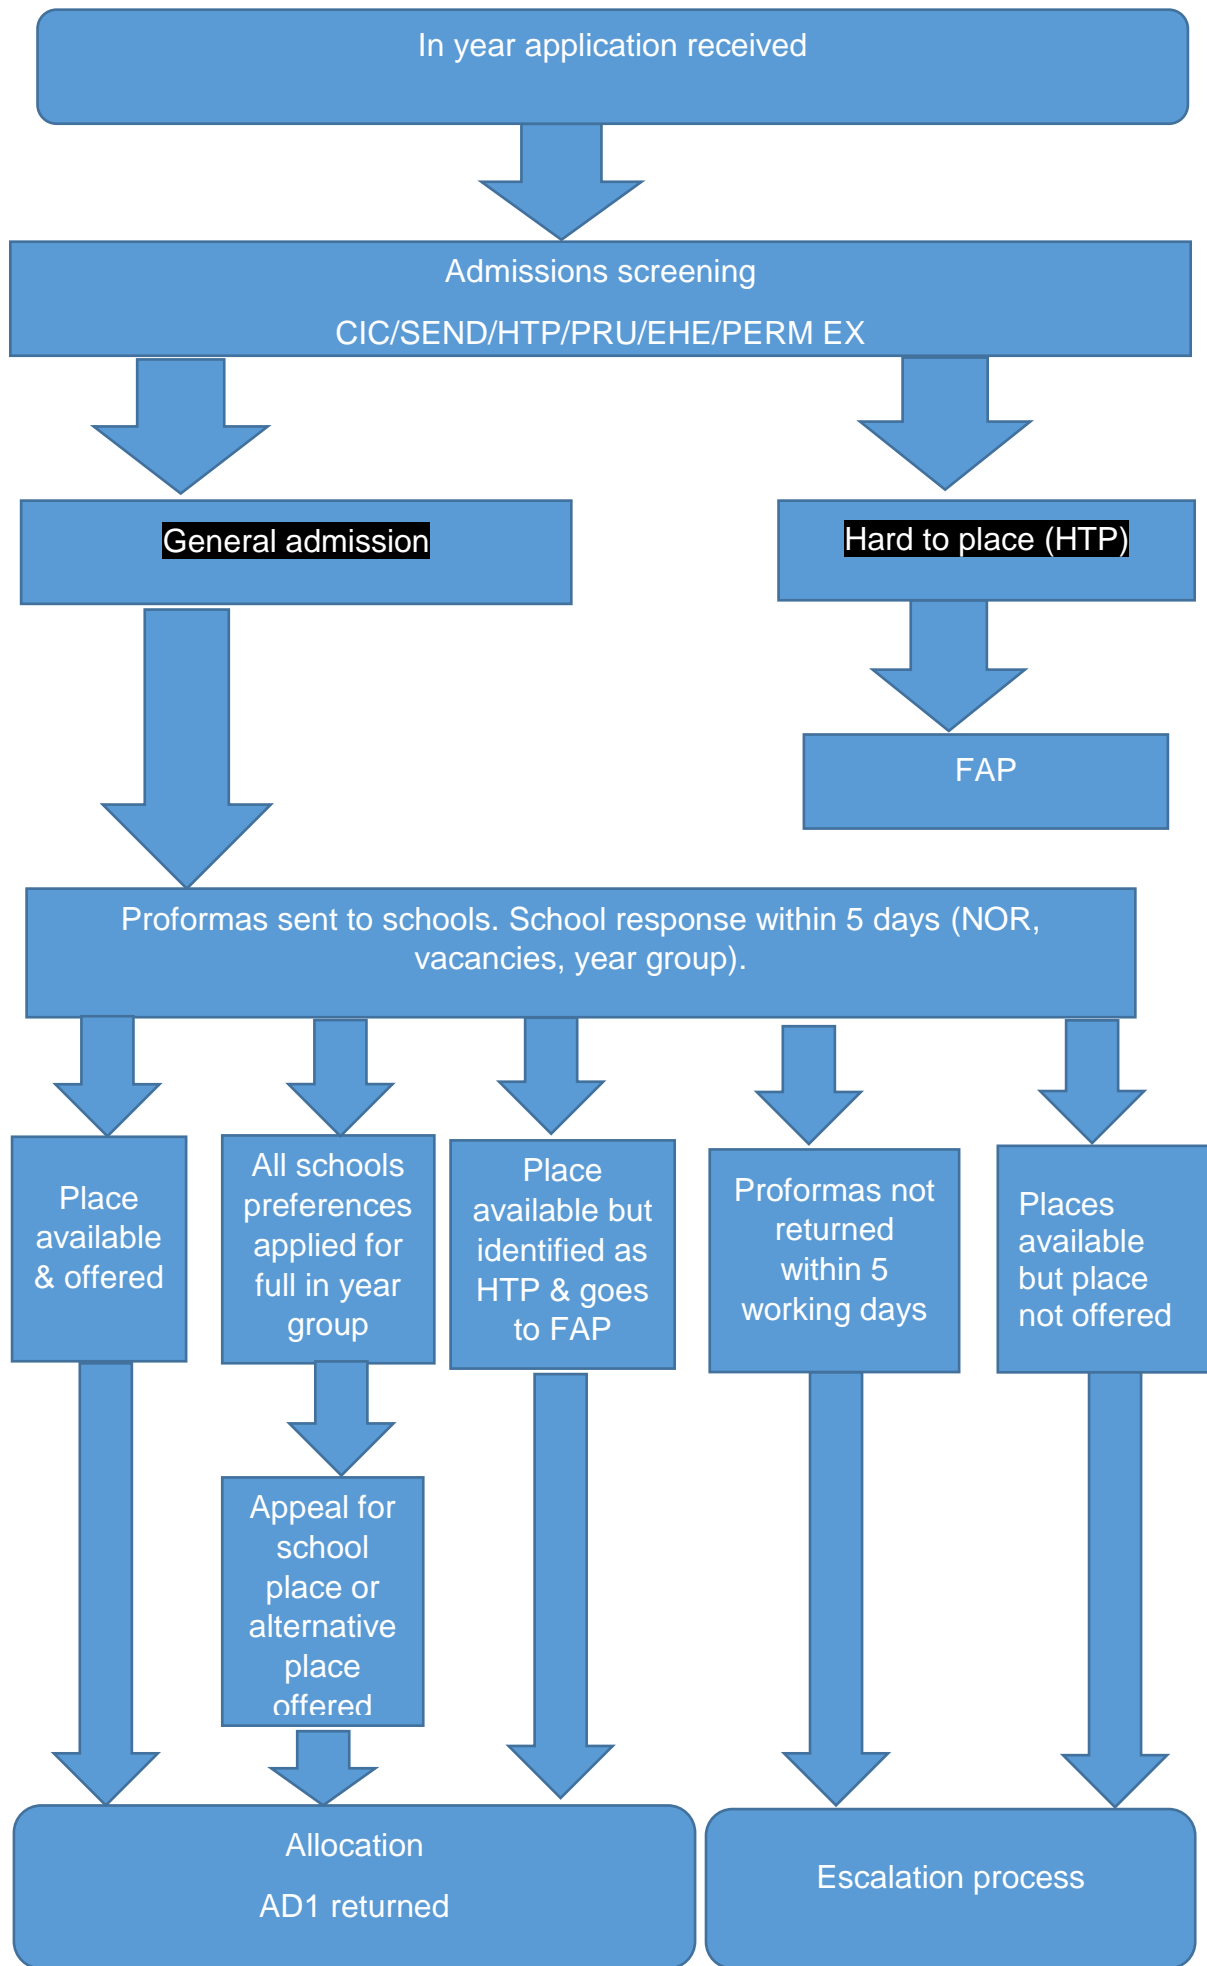 In year application received
Admissions screening
CIC/SEND/HTP/PRU/EHE/PERM EX
General admission
Hard to place (HTP)
FAP
Proformas sent to schools. School response within 5 days (NOR,
vacancies, year group).
Place
available
& offered
All schools
preferences
applied for
full in year
group
Place
available but
identified as
HTP & goes
to FAP
Proformas not
returned
within 5
working days
Places
available
but place
not offered
Appeal for
school
place or
alternative
place
offered
Allocation
AD1 returned
Escalation process